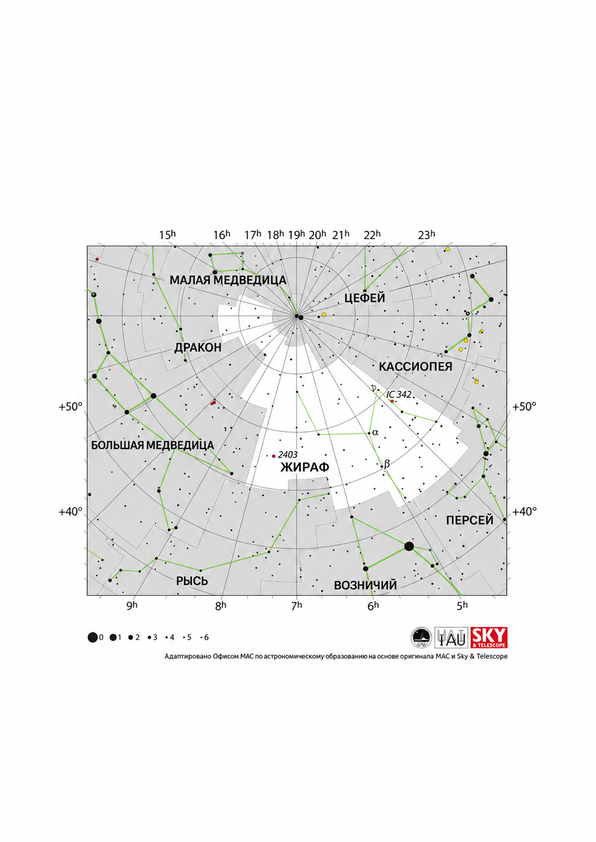 15h 16h 17h 18h 19h 20h 21h 22h 23h
МАЛАЯ МЕДВЕДИЦА
ЦЕФЕЙ
ДРАКОН
КАССИОПЕЯ
IC 342
+50° +50°
α
БОЛЬШАЯ МЕДВЕДИЦА
2403
ЖИРАФ
β
+40° +40°
ПЕРСЕЙ
РЫСЬ
ВОЗНИЧИЙ
9h 8h 7h 6h 5h
0 1 2 3 4 5 6
IAU
SKY
& TELESCOPE
Адаптировано Офисом МАС по астрономическому образованию на основе оригинала МАС и Sky & Telescope